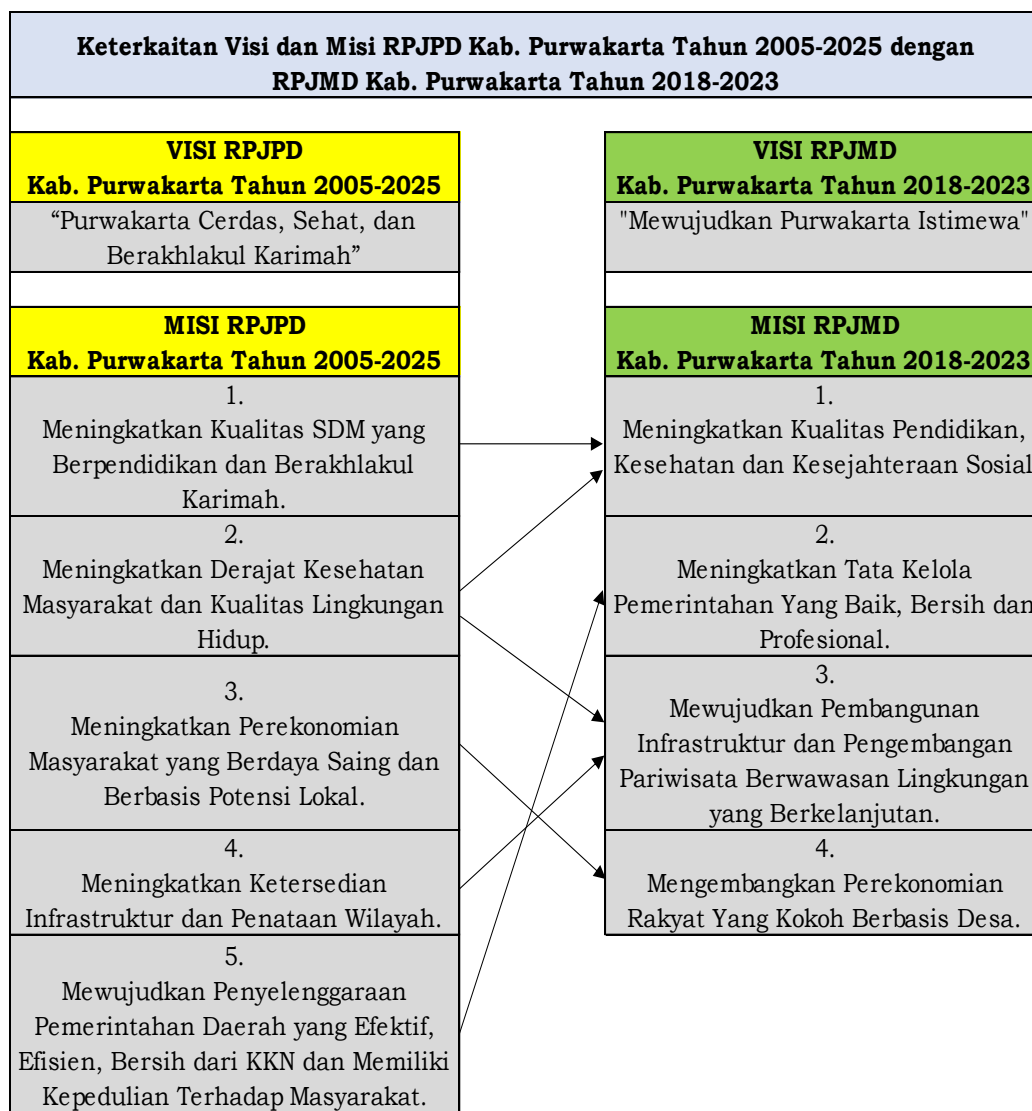 Keterkaitan Visi dan Misi RPJPD Kab. Purwakarta Tahun 2005-2025 dengan
RPJMD Kab. Purwakarta Tahun 2018-2023
VISI RPJPD
Kab. Purwakarta Tahun 2005-2025
“Purwakarta Cerdas, Sehat, dan
Berakhlakul Karimah”
VISI RPJMD
Kab. Purwakarta Tahun 2018-2023
"Mewujudkan Purwakarta Istimewa"
MISI RPJPD
Kab. Purwakarta Tahun 2005-2025
1.
Meningkatkan Kualitas SDM yang
Berpendidikan dan Berakhlakul
Karimah.
2.
Meningkatkan Derajat Kesehatan
Masyarakat dan Kualitas Lingkungan
Hidup.
3.
Meningkatkan Perekonomian
Masyarakat yang Berdaya Saing dan
Berbasis Potensi Lokal.
4.
Meningkatkan Ketersedian
Infrastruktur dan Penataan Wilayah.
5.
Mewujudkan Penyelenggaraan
Pemerintahan Daerah yang Efektif,
Efisien, Bersih dari KKN dan Memiliki
Kepedulian Terhadap Masyarakat.
MISI RPJMD
Kab. Purwakarta Tahun 2018-2023
1.
Meningkatkan Kualitas Pendidikan,
Kesehatan dan Kesejahteraan Sosial
2.
Meningkatkan Tata Kelola
Pemerintahan Yang Baik, Bersih dan
Profesional.
3.
Mewujudkan Pembangunan
Infrastruktur dan Pengembangan
Pariwisata Berwawasan Lingkungan
yang Berkelanjutan.
4.
Mengembangkan Perekonomian
Rakyat Yang Kokoh Berbasis Desa.